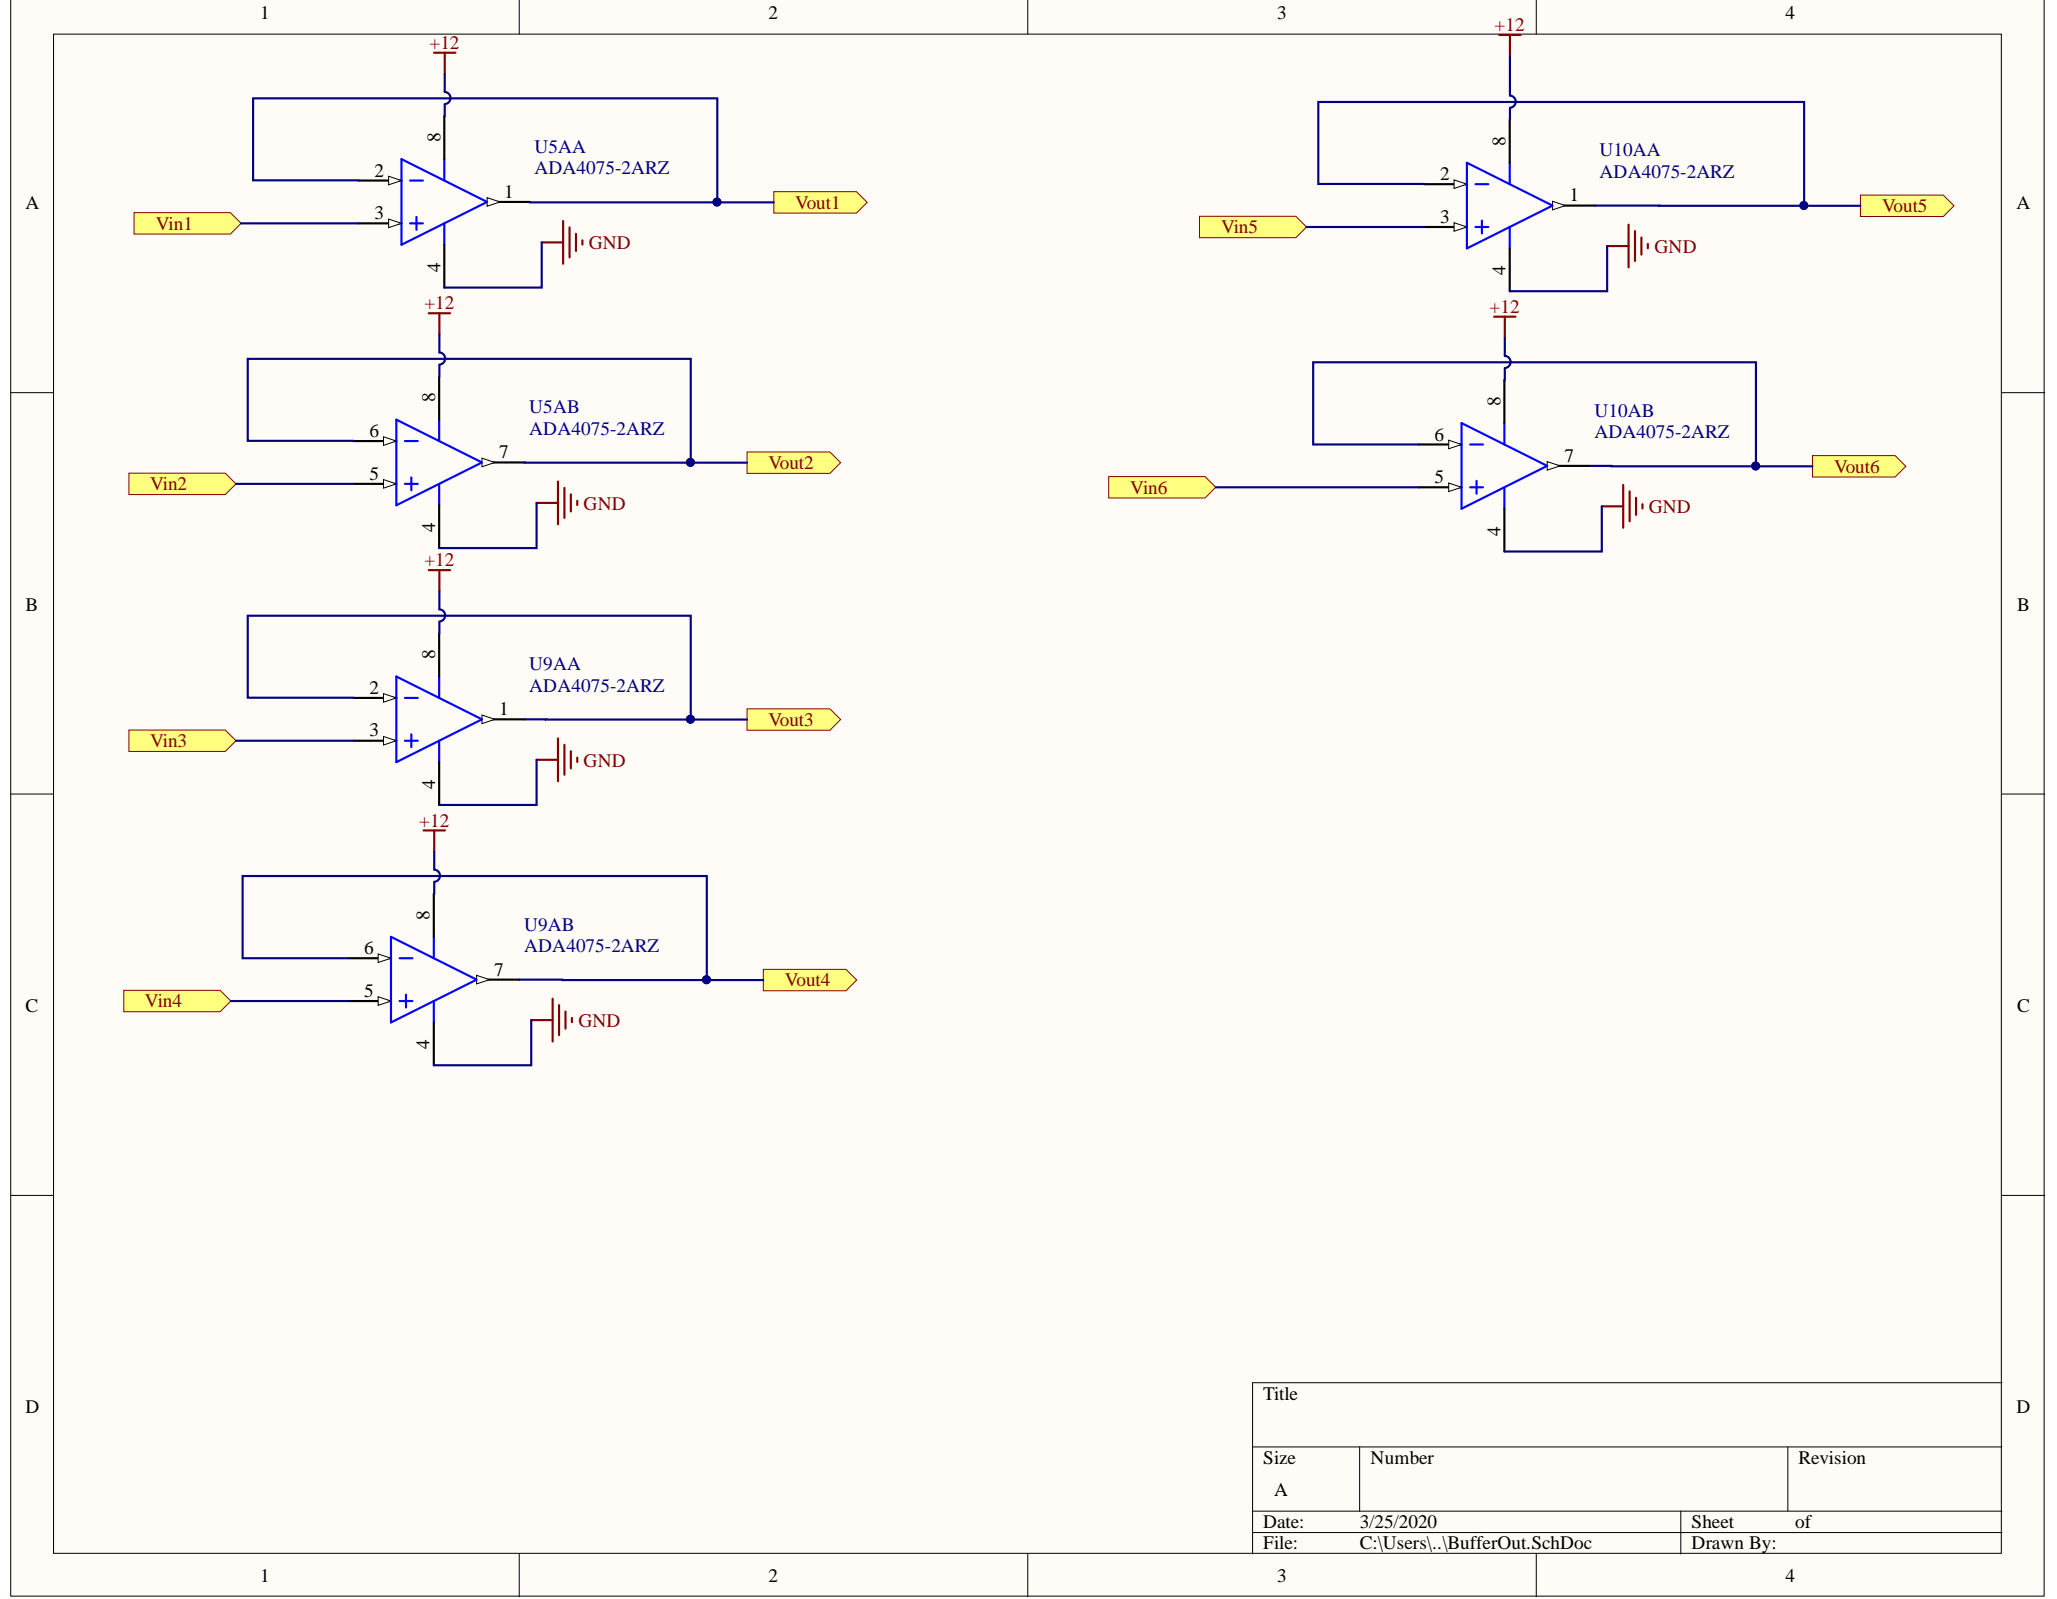 1 2 3 4
A A
+12
8
U5AA
ADA4075-2ARZ
2
3
1
4
Vin1
Vout1
GND
+12
8
U5AB
ADA4075-2ARZ
6
5
7
4
Vin2
Vout2
GND
+12
8
U9AA
ADA4075-2ARZ
2
3
1
4
Vin3
Vout3
GND
+12
8
U9AB
ADA4075-2ARZ
6
5
7
4
Vin4
Vout4
GND
+12
8
U10AA
ADA4075-2ARZ
2
3
1
4
Vin5
Vout5
GND
+12
8
U10AB
ADA4075-2ARZ
6
5
7
4
Vin6
Vout6
GND
B B
C C
D D
Title
Size Number Revision
A
Date: 3/25/2020 Sheet of
File: C:\Users\..\BufferOut.SchDoc Drawn By:
1 2 3 4